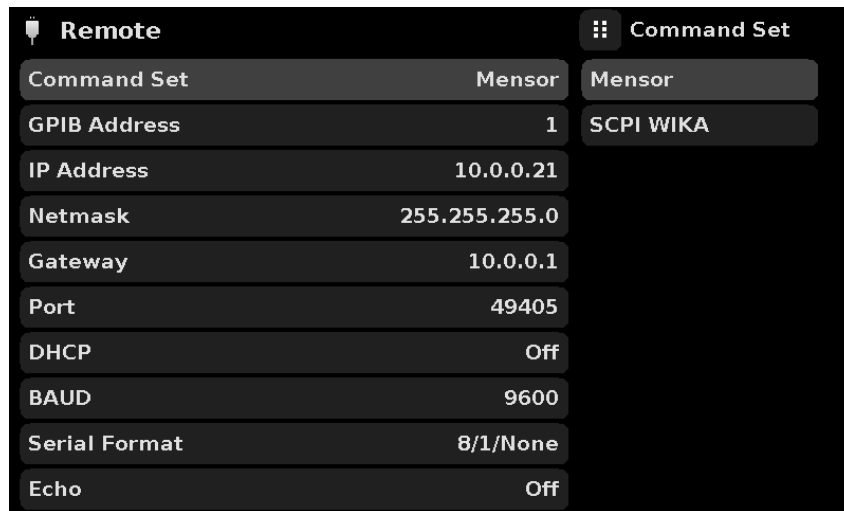 Remote
Command Set Mensor
GPIB Address 1
IP Address 10.0.0.21
Netmask 255.255.255.0
Gateway 10.0.0.1
Port 49405
DHCP Off
BAUD 9600
Serial Format 8/1/None
Echo Off
Command Set
Mensor
SCPI WIKA